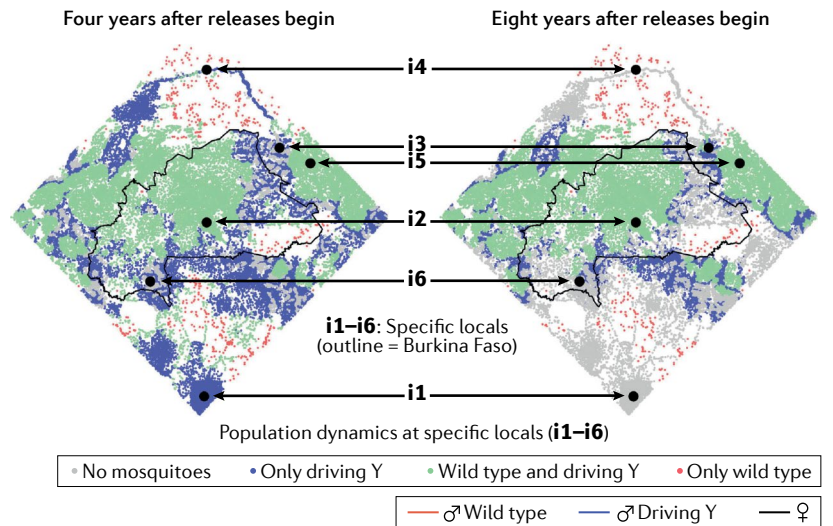 Four years after releases begin
Eight years after releases begin
i4
i3
i5
i2
i6
i1–i6: Specific locals
(outline = Burkina Faso)
i1
Population dynamics at specific locals (i1–i6)
No mosquitoes
Only driving Y
Wild type and driving Y
Only wild type
♂ Wild type
♂ Driving Y
♀